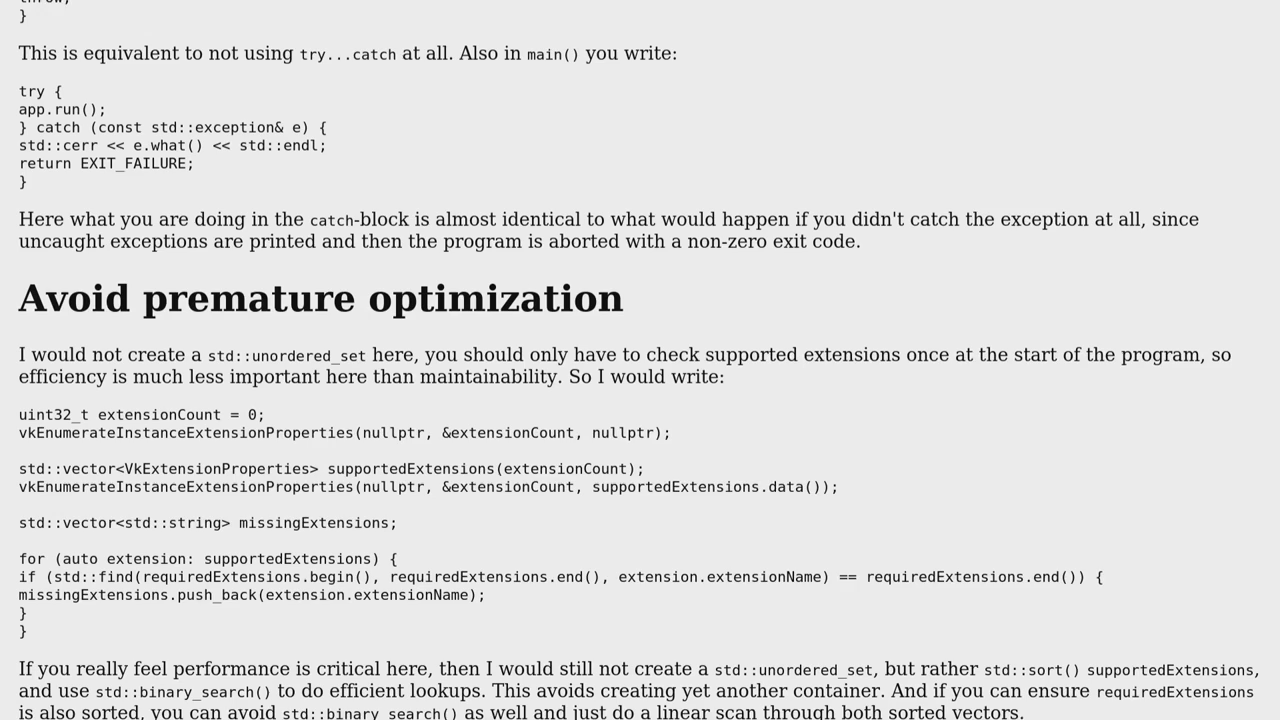 throw;
}
This is equivalent to not using try...catch at all. Also in main() you write:
try {
app.run();
} catch (const std::exception& e) {
std::cerr << e.what() << std::endl;
return EXIT_FAILURE;
}
Here what you are doing in the catch-block is almost identical to what would happen if you didn't catch the exception at all, since
uncaught exceptions are printed and then the program is aborted with a non-zero exit code.
Avoid premature optimization
I would not create a std::unordered_set here, you should only have to check supported extensions once at the start of the program, so
efficiency is much less important here than maintainability. So I would write:
uint32_t extensionCount = 0;
vkEnumerateInstanceExtensionProperties(nullptr, &extensionCount, nullptr);
std::vector<VkExtensionProperties> supportedExtensions(extensionCount);
vkEnumerateInstanceExtensionProperties(nullptr, &extensionCount, supportedExtensions.data());
std::vector<std::string> missingExtensions;
for (auto extension: supportedExtensions) {
if (std::find(requiredExtensions.begin(), requiredExtensions.end(), extension.extensionName) == requiredExtensions.end()) {
missingExtensions.push_back(extension.extensionName);
}
}
If you really feel performance is critical here, then I would still not create a std::unordered_set, but rather std::sort() supportedExtensions,
and use std::binary_search() to do efficient lookups. This avoids creating yet another container. And if you can ensure requiredExtensions
is also sorted, you can avoid std::binary_search() as well and just do a linear scan through both sorted vectors.